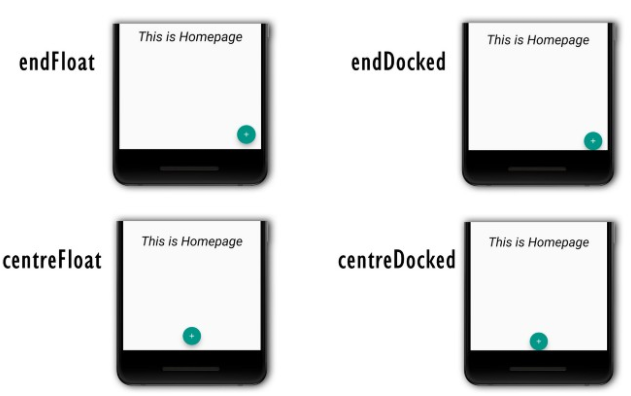 This is Homepage
endFloat
+
This is Homepage
endDocked
+
This is Homepage
centreFloat
+
This is Homepage
centreDocked
+